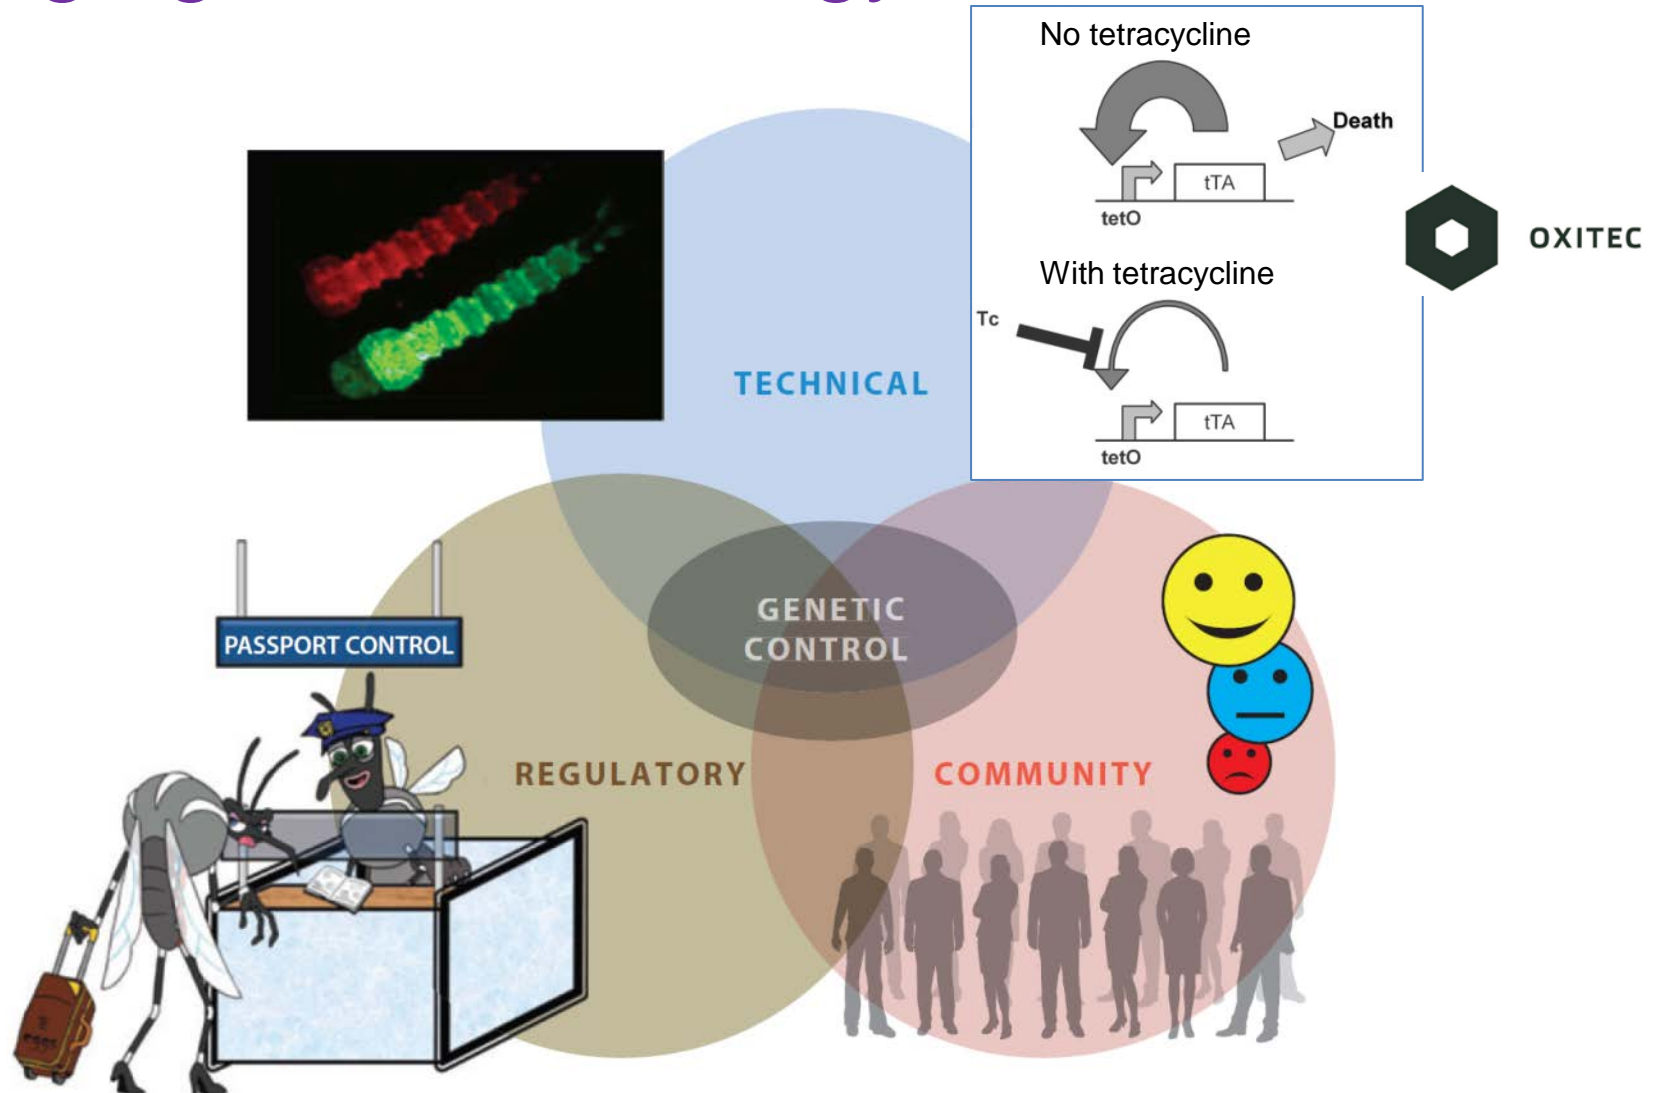 No tetracycline
Death
tTA
tetO
OXITEC
With tetracycline
Tc
tTA
tetO
TECHNICAL
GENETIC
CONTROL
PASSPORT CONTROL
REGULATORY
COMMUNITY